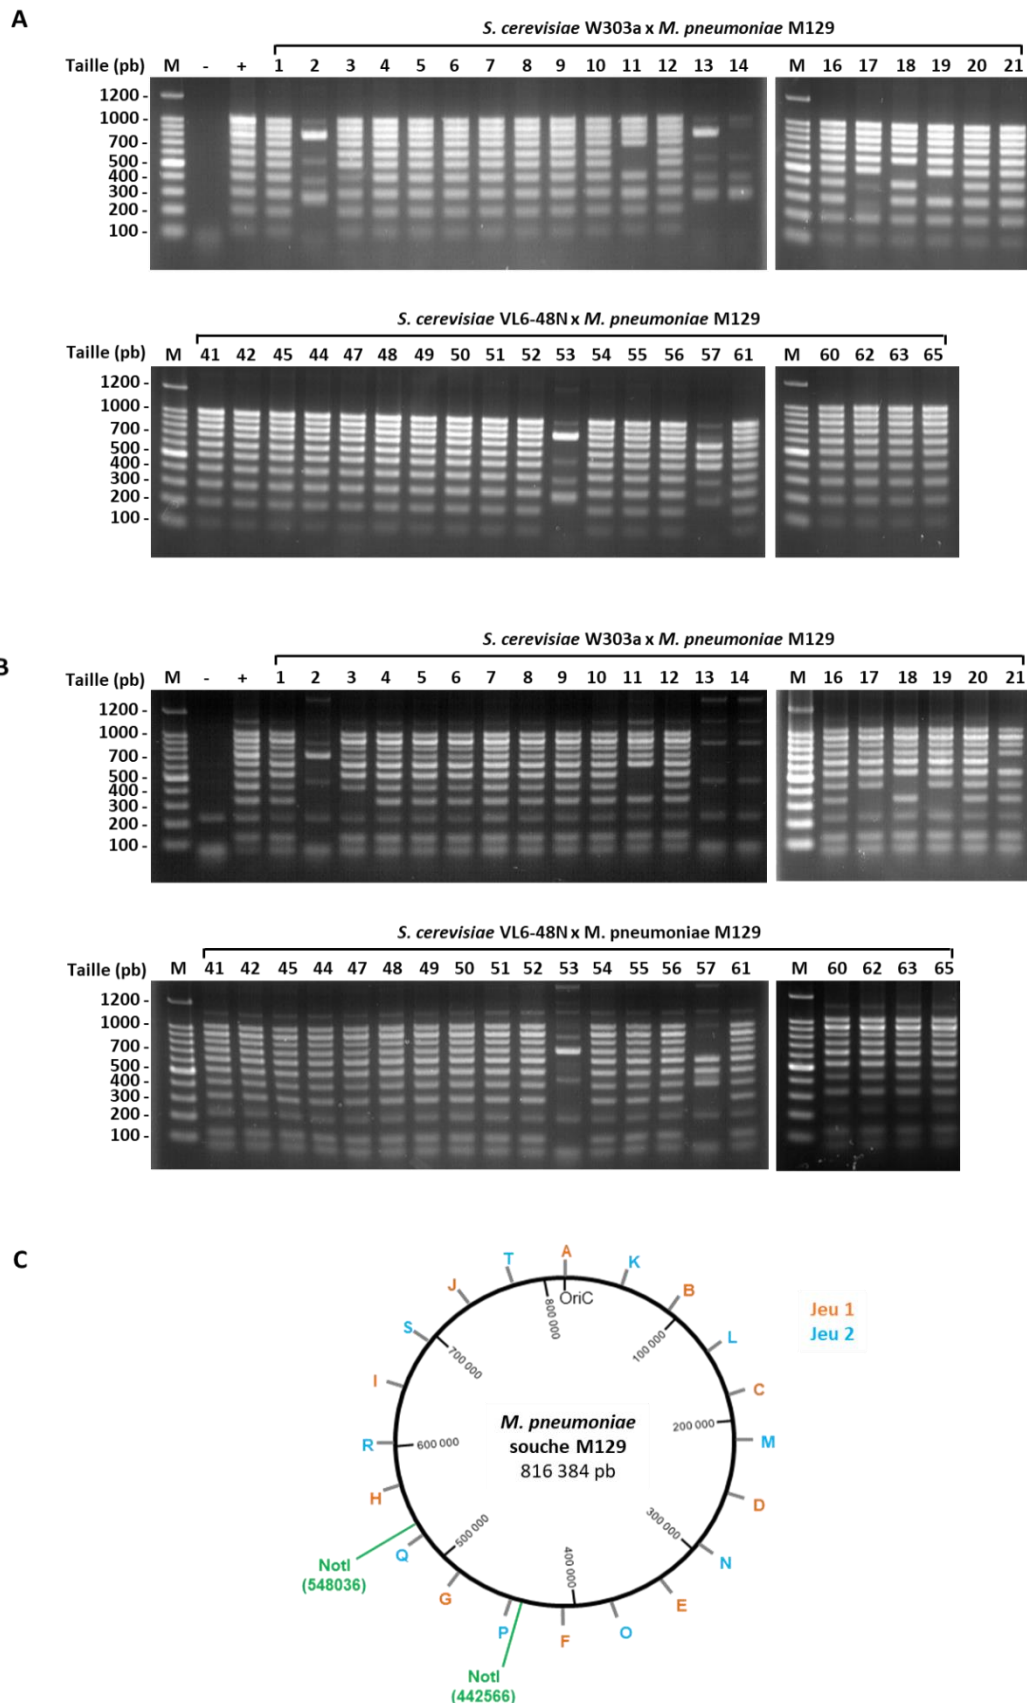 A
S. cerevisiae W303a x M. pneumoniae M129
Taille (pb) M - + 1 2 3 4 5 6 7 8 9 10 11 12 13 14 M 16 17 18 19 20 21
1200 -
1000 -
700 -
500 -
400 -
300 -
200 -
100 -
S. cerevisiae VL6-48N x M. pneumoniae M129
Taille (pb) M 41 42 45 44 47 48 49 50 51 52 53 54 55 56 57 61 M 60 62 63 65
1200 -
1000 -
700 -
500 -
400 -
300 -
200 -
100 -
B
S. cerevisiae W303a x M. pneumoniae M129
Taille (pb) M - + 1 2 3 4 5 6 7 8 9 10 11 12 13 14 M 16 17 18 19 20 21
1200 -
1000 -
700 -
500 -
400 -
300 -
200 -
100 -
S. cerevisiae VL6-48N x M. pneumoniae M129
Taille (pb) M 41 42 45 44 47 48 49 50 51 52 53 54 55 56 57 61 M 60 62 63 65
1200 -
1000 -
700 -
500 -
400 -
300 -
200 -
100 -
C
A
T
K
J
B
OriC
800 000
Jeu 1
Jeu 2
S
L
100 000
700 000
I
C
M. pneumoniae
souche M129
816 384 pb
200 000
R
600 000
M
H
D
500 000
300 000
400 000
Q
N
NotI
(548036)
G
E
P
F
O
NotI
(442566)